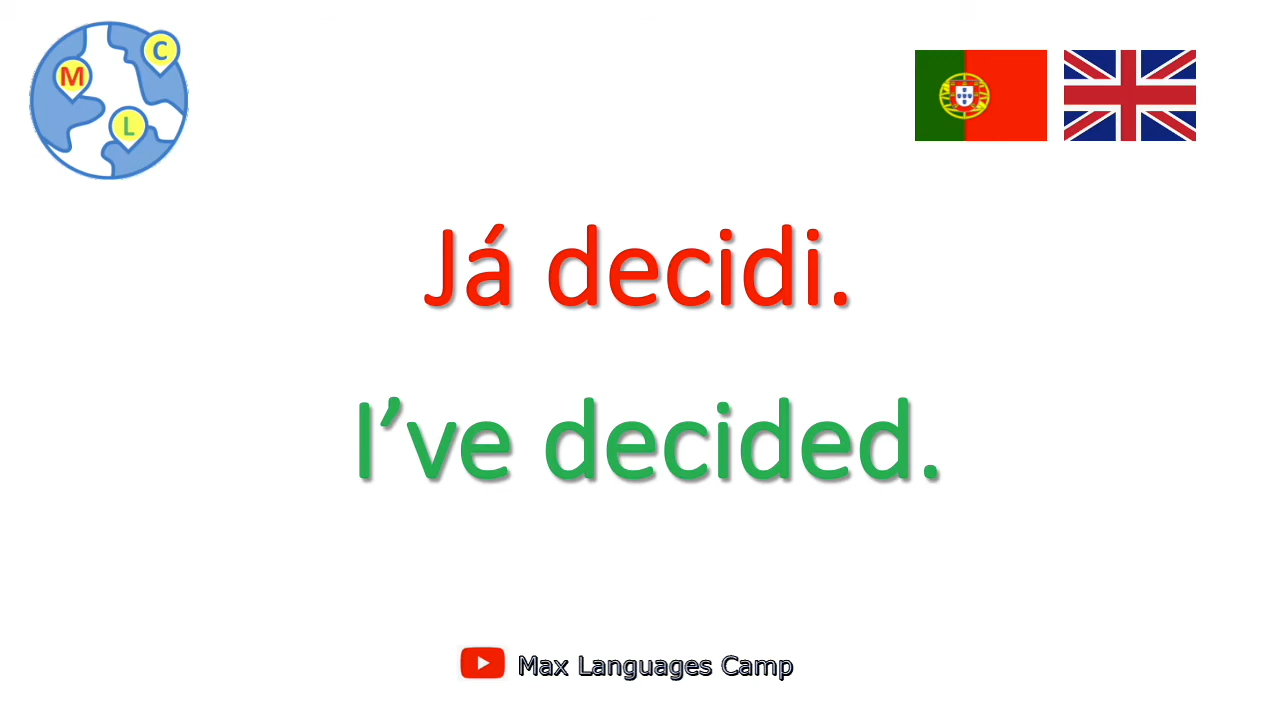 M
C
L
Já decidi.
I’ve decided.
Max Languages Camp